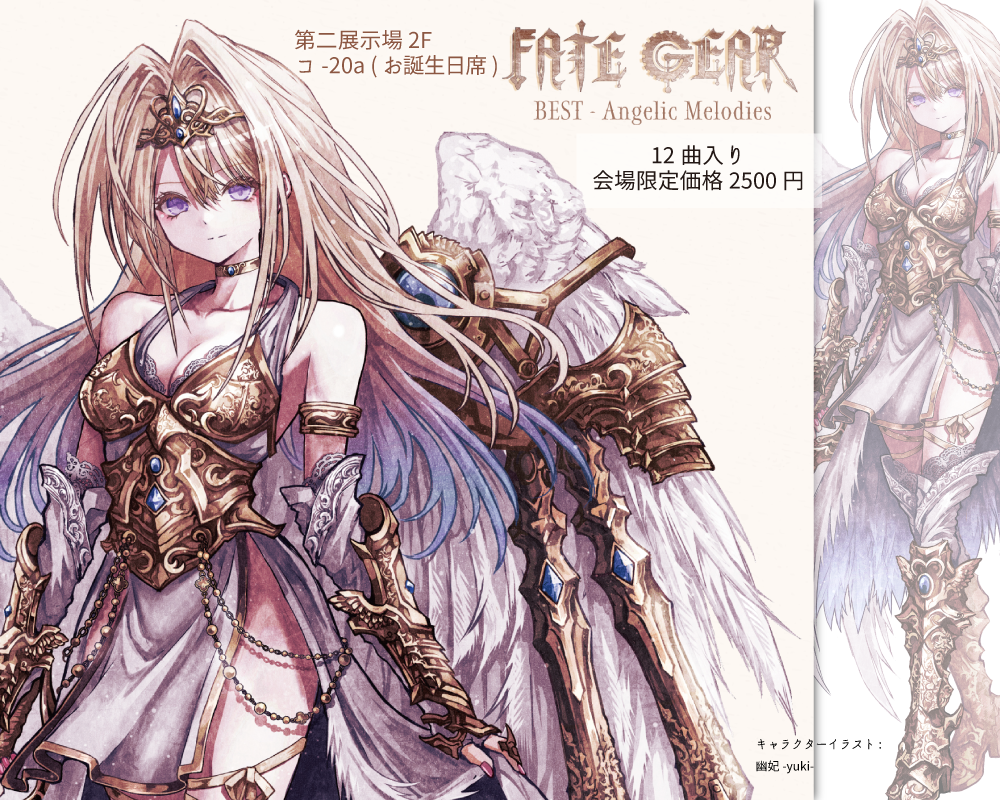 第二展示場 2F
コ -20a ( お誕生日席 )
FATE GEAR
BEST - Angelic Melodies
12 曲入り
会場限定価格 2500 円
キャラクターイラスト :
幽妃 -yuki-